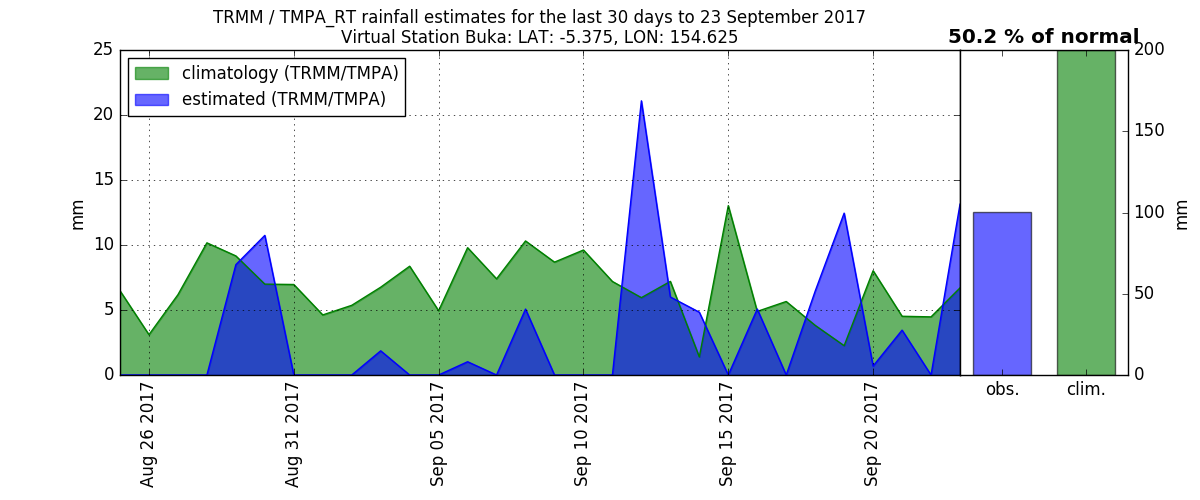 TRMM / TMPA_RT rainfall estimates for the last 30 days to 23 September 2017
Virtual Station Buka: LAT: -5.375, LON: 154.625
50.2 % of normal
climatology (TRMM/TMPA)
estimated (TRMM/TMPA)
25
20
15
10
5
0
mm
Aug 26 2017
Aug 31 2017
Sep 05 2017
Sep 10 2017
Sep 15 2017
Sep 20 2017
obs.
clim.
200
150
100
50
0
mm